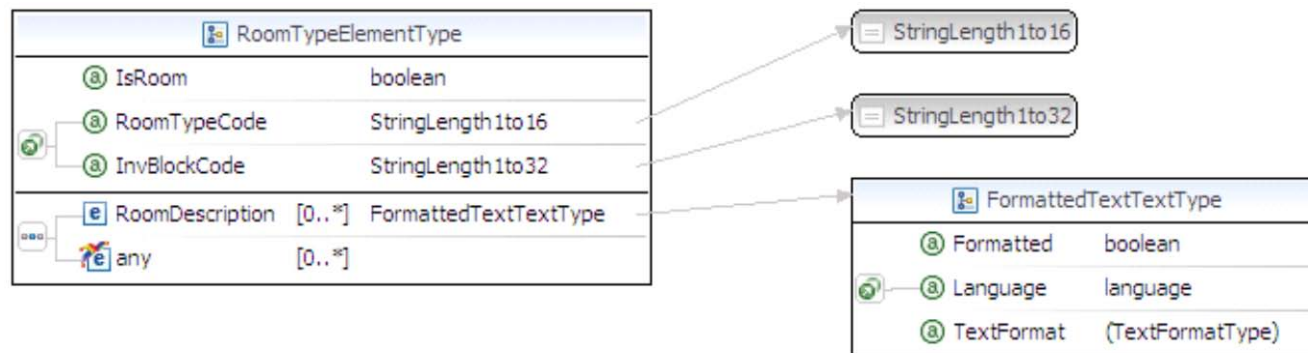 RoomTypeElementType
IsRoom boolean
RoomTypeCode StringLength1to16
InvBlockCode StringLength1to32
RoomDescription [0..*] FormattedTextTextType
any [0..*]
StringLength1to16
StringLength1to32
FormattedTextTextType
Formatted boolean
Language language
TextFormat (TextFormatType)